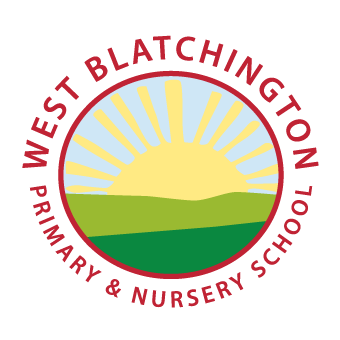 WEST BLATCHINGTON
PRIMARY & NURSERY SCHOOL